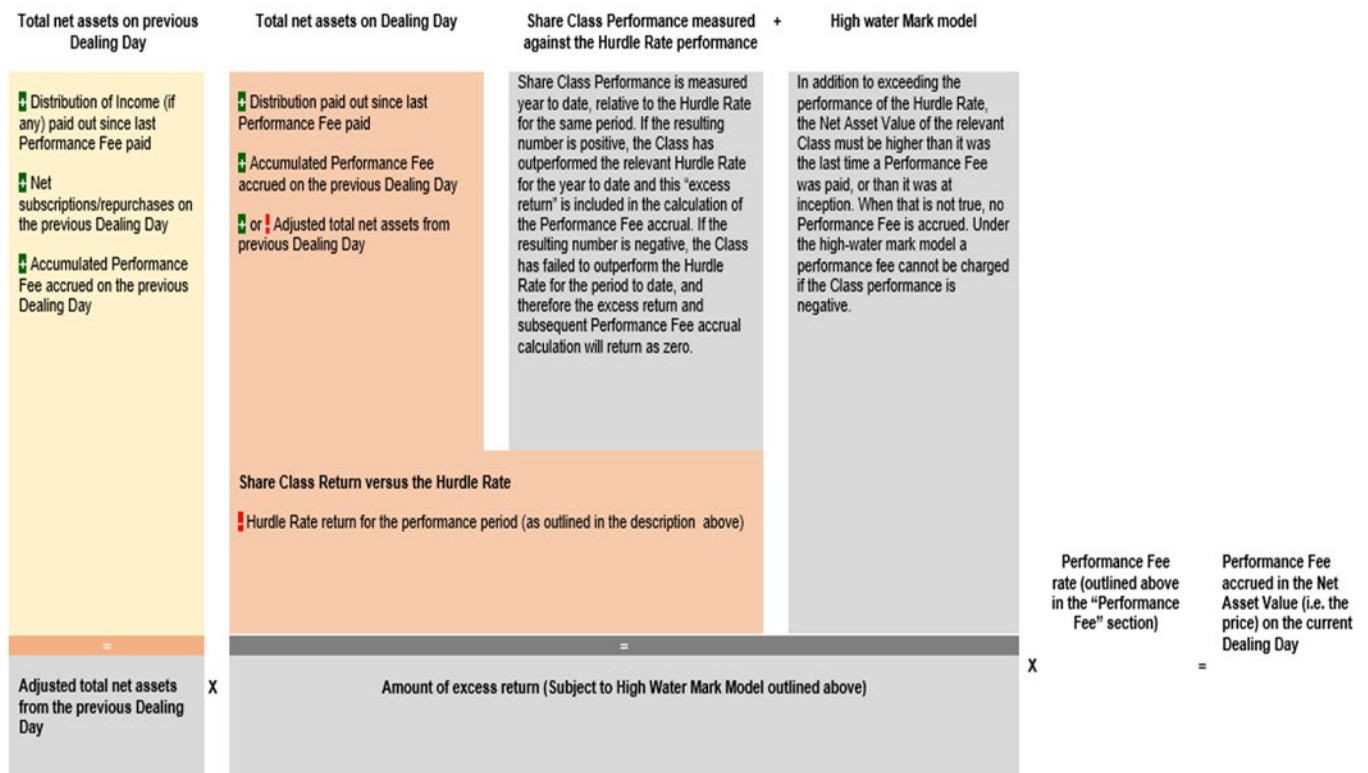 Total net assets on previous
Dealing Day
+ Distribution of Income (if
any) paid out since last
Performance Fee paid
+ Net
subscriptions/repurchases on
the previous Dealing Day
+ Accumulated Performance
Fee accrued on the previous
Dealing Day
=
Adjusted total net assets
from the previous Dealing
Day
X
Total net assets on Dealing Day
+ Distribution paid out since last
Performance Fee paid
+ Accumulated Performance Fee
accrued on the previous Dealing Day
+ or ! Adjusted total net assets from
previous Dealing Day
Share Class Performance measured
against the Hurdle Rate performance
Share Class Performance is measured
year to date, relative to the Hurdle Rate
for the same period. If the resulting
number is positive, the Class has
outperformed the relevant Hurdle Rate
for the year to date and this “excess
return” is included in the calculation of
the Performance Fee accrual. If the
resulting number is negative, the Class
has failed to outperform the Hurdle
Rate for the period to date, and
therefore the excess return and
subsequent Performance Fee accrual
calculation will return as zero.
+
High water Mark model
In addition to exceeding the
performance of the Hurdle Rate,
the Net Asset Value of the relevant
Class must be higher than it was
the last time a Performance Fee
was paid, or than it was at
inception. When that is not true, no
Performance Fee is accrued. Under
the high-water mark model a
performance fee cannot be charged
if the Class performance is
negative.
Share Class Return versus the Hurdle Rate
! Hurdle Rate return for the performance period (as outlined in the description above)
=
Amount of excess return (Subject to High Water Mark Model outlined above)
X
Performance Fee
rate (outlined above
in the “Performance
Fee” section)
=
Performance Fee
accrued in the Net
Asset Value (i.e. the
price) on the current
Dealing Day